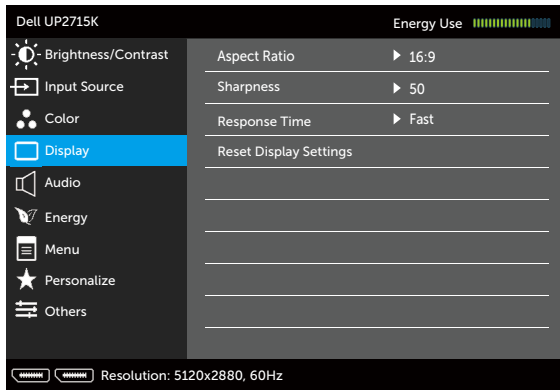 Dell UP2715K
Energy Use
Brightness/Contrast
Input Source
Color
Display
Audio
Energy
Menu
Personalize
Others
Aspect Ratio 16:9
Sharpness 50
Response Time Fast
Reset Display Settings
Resolution: 5120x2880, 60Hz